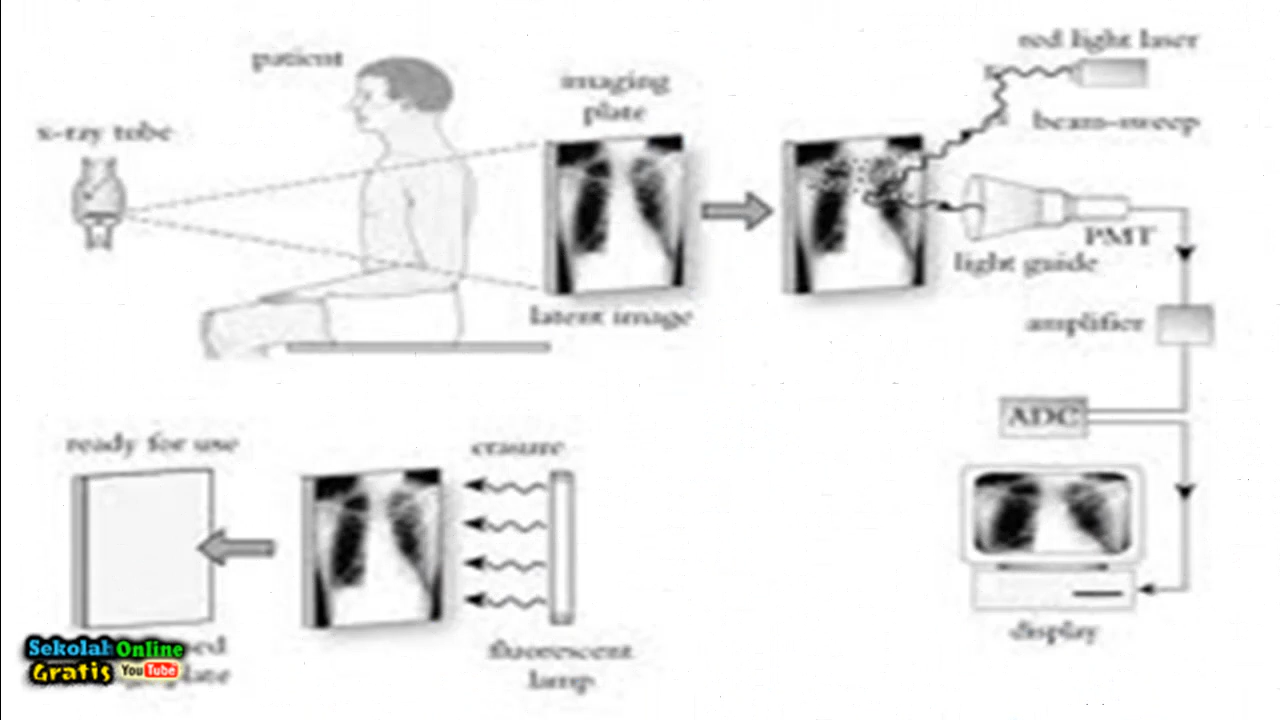 patient
x-ray tube
imaging
plate
latent image
red light laser
beam-sweep
PMT
light guide
amplifier
ADC
display
ready for use
erasure
fluorescent
lamp
Sekolah Online
Gratis YouTube
plate